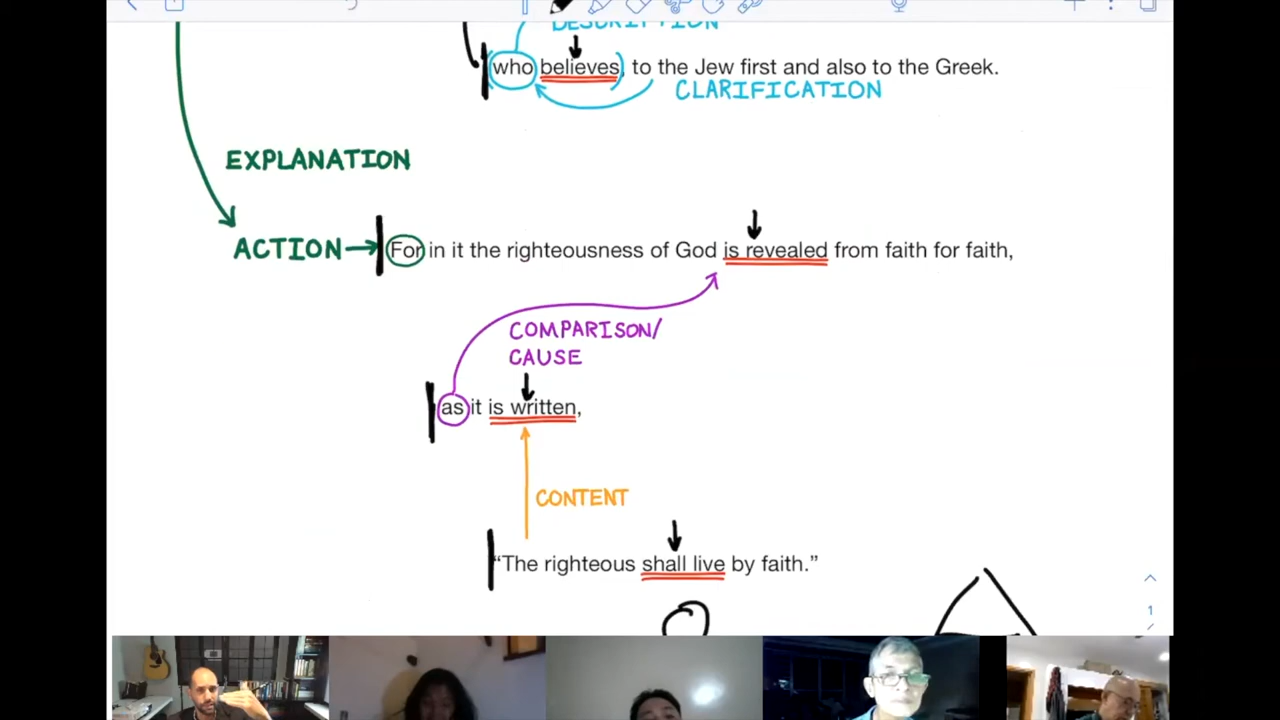 DESCRIPTION
who believes, to the Jew first and also to the Greek.
CLARIFICATION
EXPLANATION
ACTION → For in it the righteousness of God is revealed from faith for faith,
COMPARISON/
CAUSE
as it is written,
CONTENT
“The righteous shall live by faith.”
1